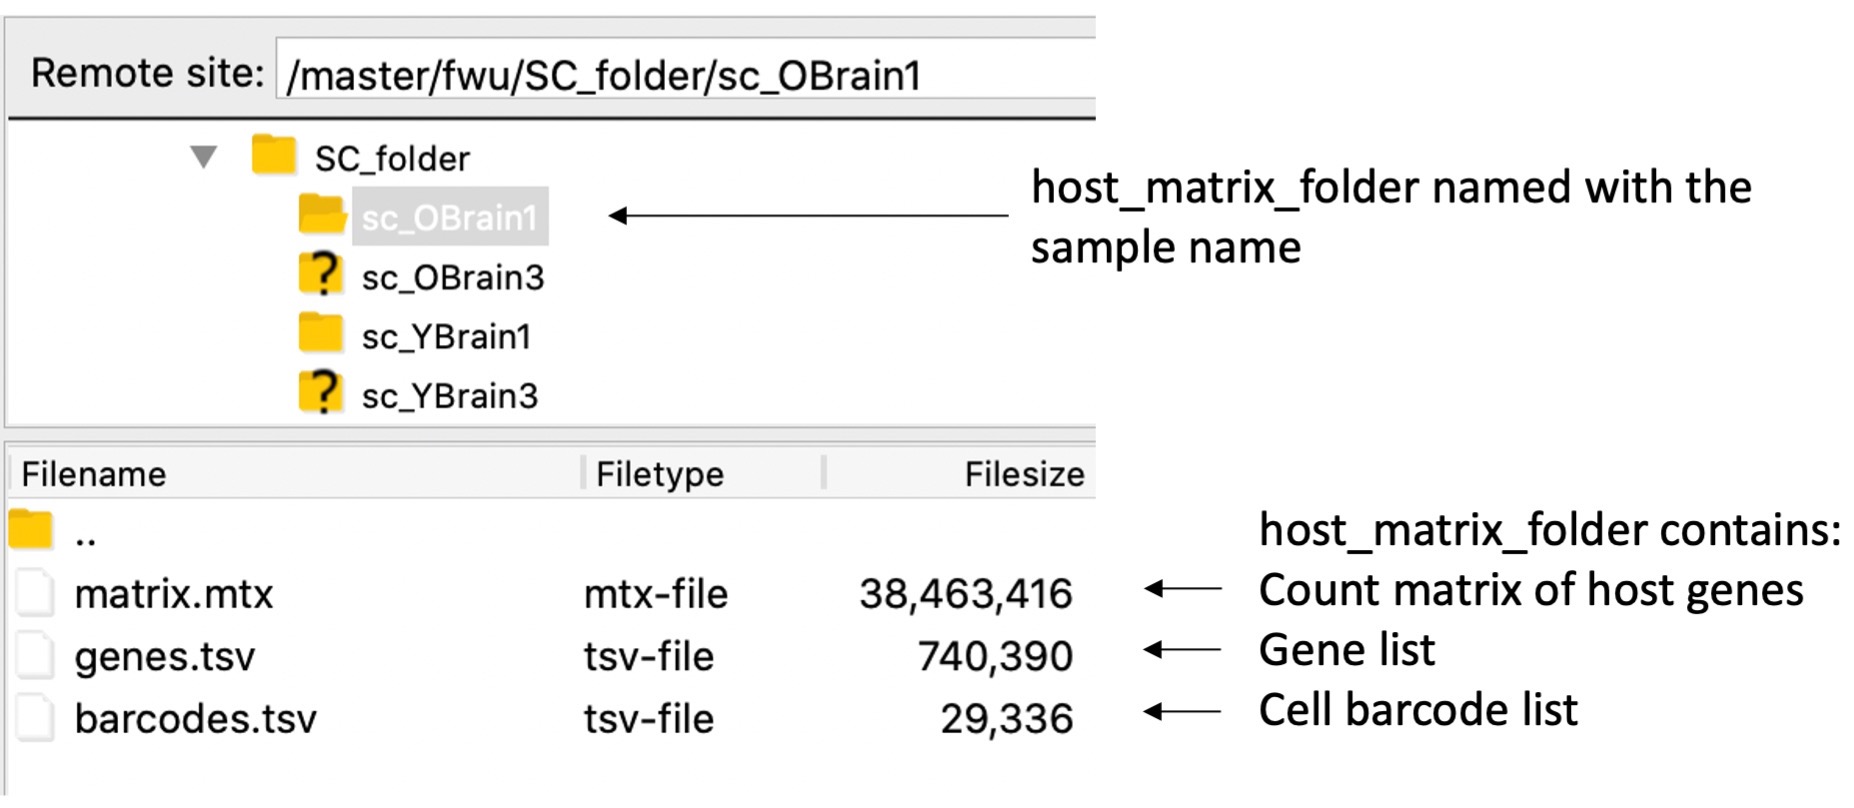 Remote site: /master/fwu/SC_folder/sc_OBrain1
SC_folder
sc_OBrain1
sc_OBrain3
sc_YBrain1
sc_YBrain3
host_matrix_folder named with the
sample name
Filename Filetype Filesize
..
matrix.mtx mtx-file 38,463,416
genes.tsv tsv-file 740,390
barcodes.tsv tsv-file 29,336
host_matrix_folder contains:
Count matrix of host genes
Gene list
Cell barcode list